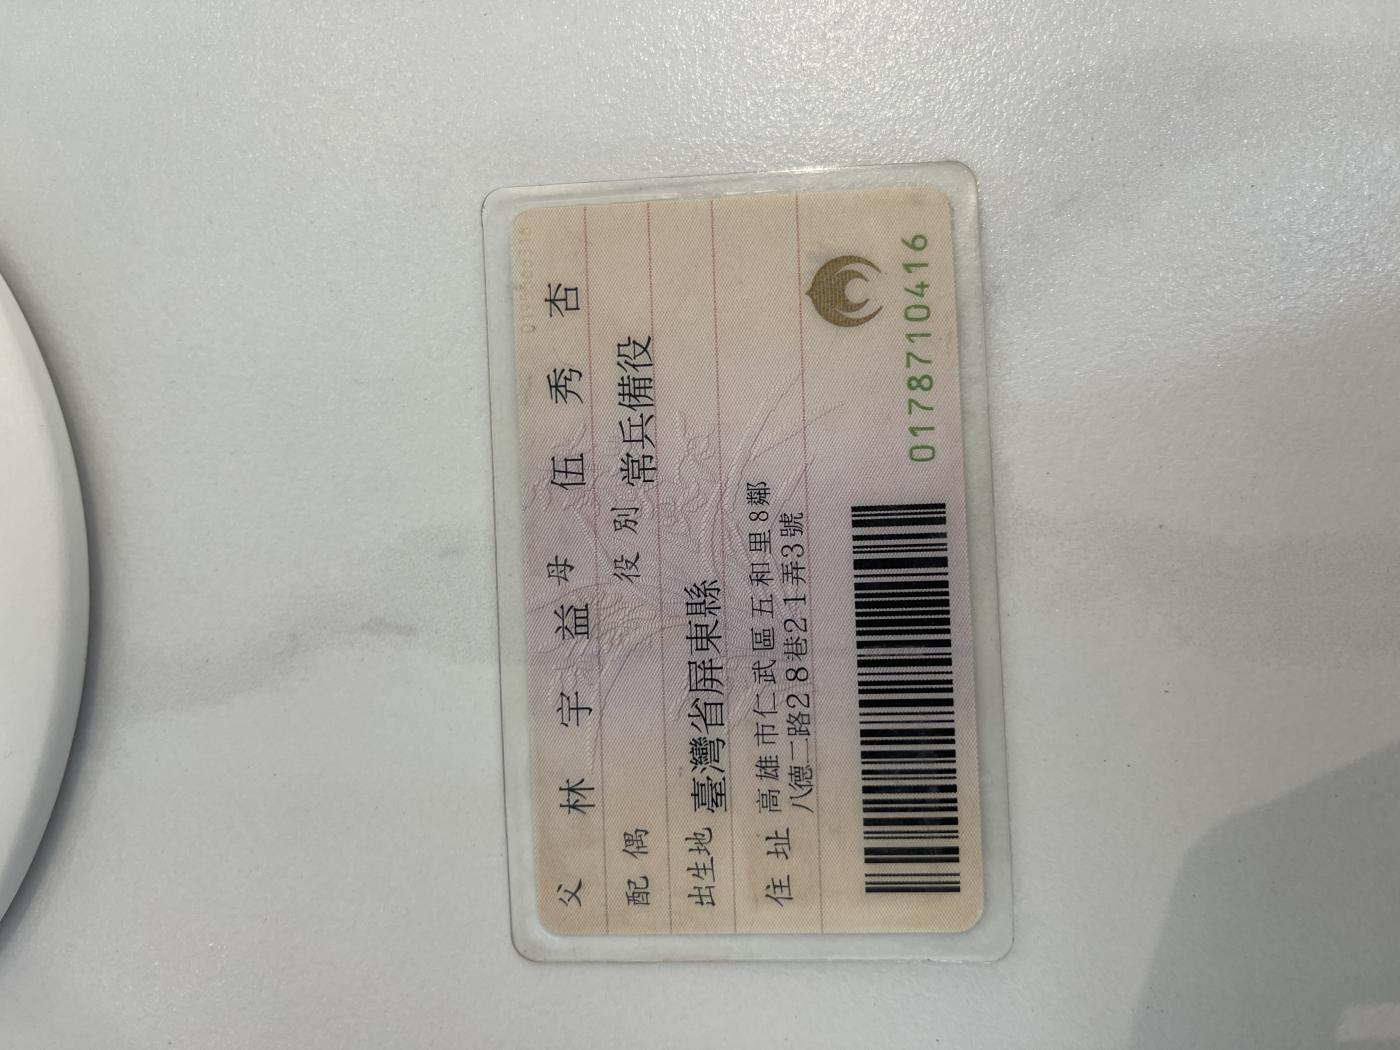 父 林宇益 母 伍秀杏
配偶 役別 常兵備役
出生地 臺灣省屏東縣
住址 高雄市仁武區五和里8鄰
八德二路28巷21弄3號
0178710416